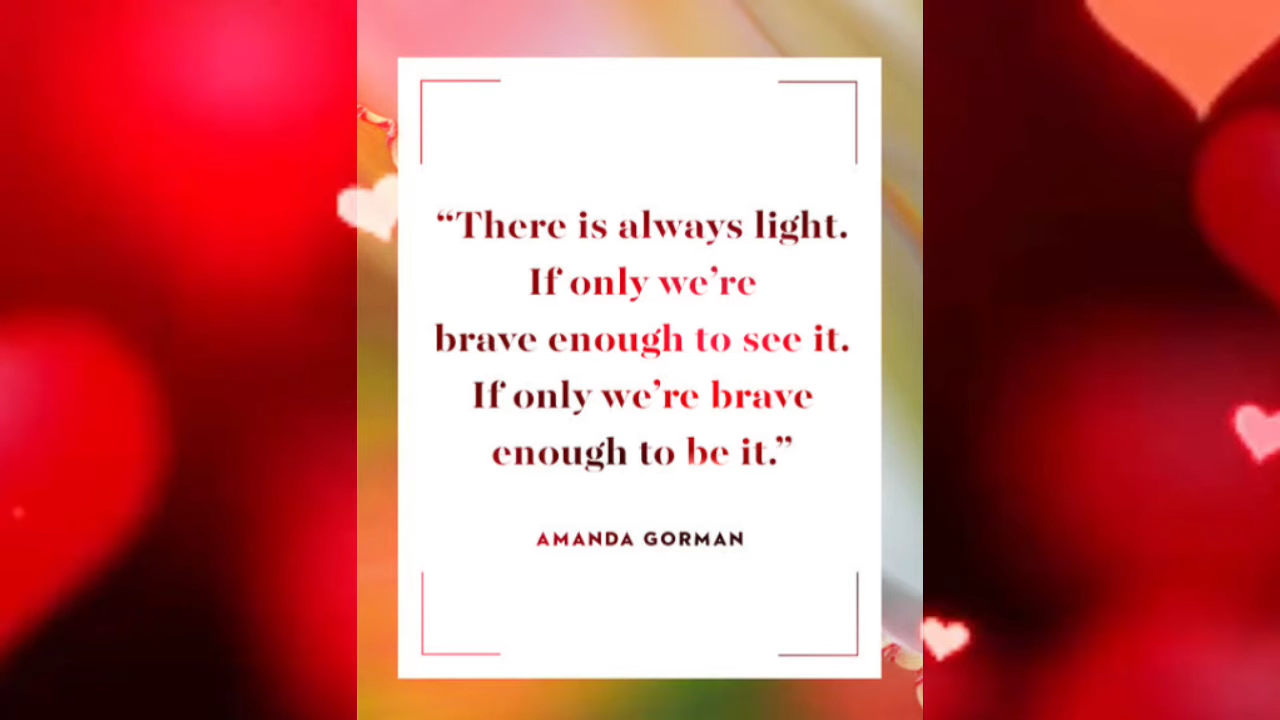 “There is always light.
If only we’re
brave enough to see it.
If only we’re brave
enough to be it.”
AMANDA GORMAN